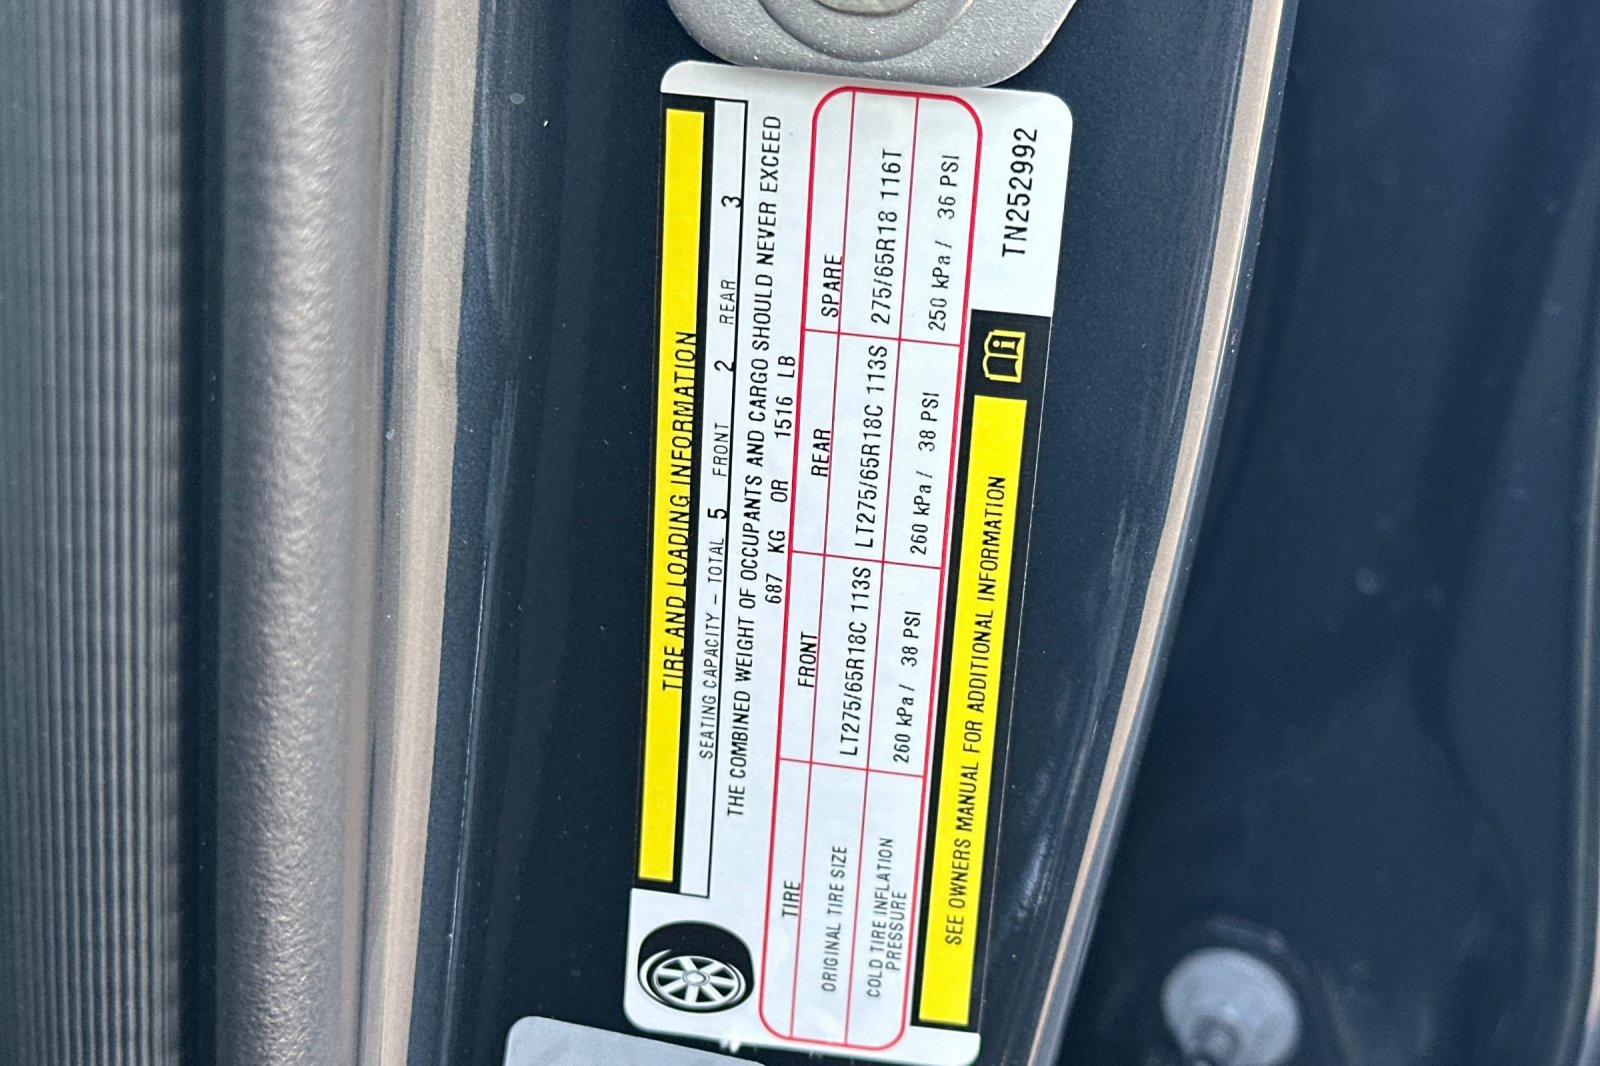 TIRE AND LOADING INFORMATION
SEATING CAPACITY – TOTAL 5 FRONT 2 REAR 3
THE COMBINED WEIGHT OF OCCUPANTS AND CARGO SHOULD NEVER EXCEED
687 KG OR 1516 LB
TIRE FRONT REAR SPARE
ORIGINAL TIRE SIZE LT275/65R18C 113S LT275/65R18C 113S 275/65R18 116T
COLD TIRE INFLATION
PRESSURE 260 kPa / 38 PSI 260 kPa / 38 PSI 250 kPa / 36 PSI
SEE OWNERS MANUAL FOR ADDITIONAL INFORMATION
TN252992